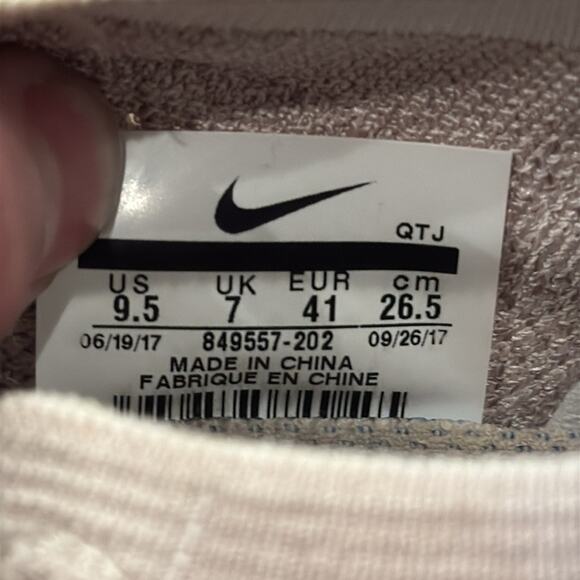 QTJ
US UK EUR cm
9.5 7 41 26.5
06/19/17 849557-202 09/26/17
MADE IN CHINA
FABRIQUE EN CHINE